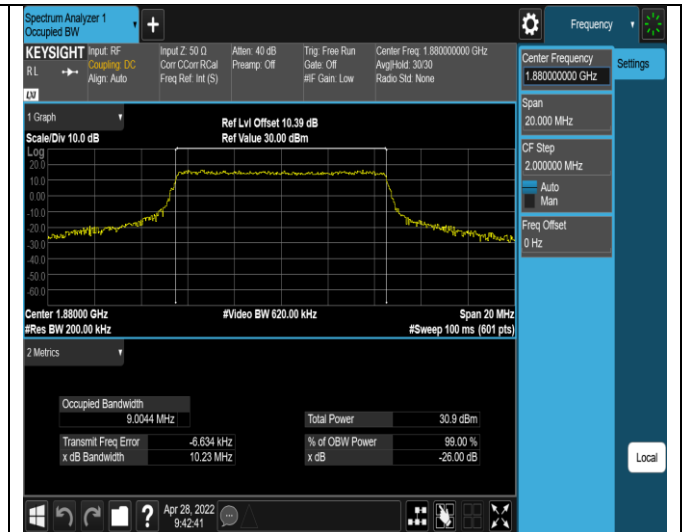 Spectrum Analyzer 1
Occupied BW
+
Frequency
KEYSIGHT
R L
LXI
Input: RF
Coupling: DC
Align: Auto
Input Z: 50 Ω
Corr CCorr RCal
Freq Ref: Int (S)
Atten: 40 dB
Preamp: Off
Trig: Free Run
Gate: Off
#IF Gain: Low
Center Freq: 1.880000000 GHz
Avg|Hold: 30/30
Radio Std: None
1 Graph
Scale/Div 10.0 dB
Ref Lvl Offset 10.39 dB
Ref Value 30.00 dBm
Log
20.0
10.0
0.00
-10.0
-20.0
-30.0
-40.0
-50.0
-60.0
Center 1.88000 GHz
#Res BW 200.00 kHz
#Video BW 620.00 kHz
Span 20 MHz
#Sweep 100 ms (601 pts)
2 Metrics
Occupied Bandwidth
9.0044 MHz
Total Power 30.9 dBm
Transmit Freq Error -6.634 kHz
% of OBW Power 99.00 %
x dB Bandwidth 10.23 MHz
x dB -26.00 dB
Center Frequency
1.880000000 GHz
Settings
Span
20.000 MHz
CF Step
2.000000 MHz
Auto
Man
Freq Offset
0 Hz
Local
?
Apr 28, 2022
9:42:41